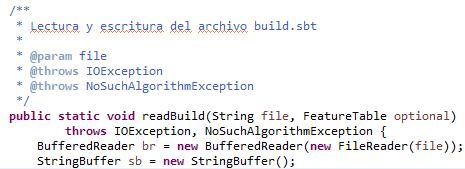 /**
 * Lectura y escritura del archivo build.sbt
 *
 * @param file
 * @throws IOException
 * @throws NoSuchAlgorithmException
 */
public static void readBuild(String file, FeatureTable optional)
        throws IOException, NoSuchAlgorithmException {
    BufferedReader br = new BufferedReader(new FileReader(file));
    StringBuffer sb = new StringBuffer();